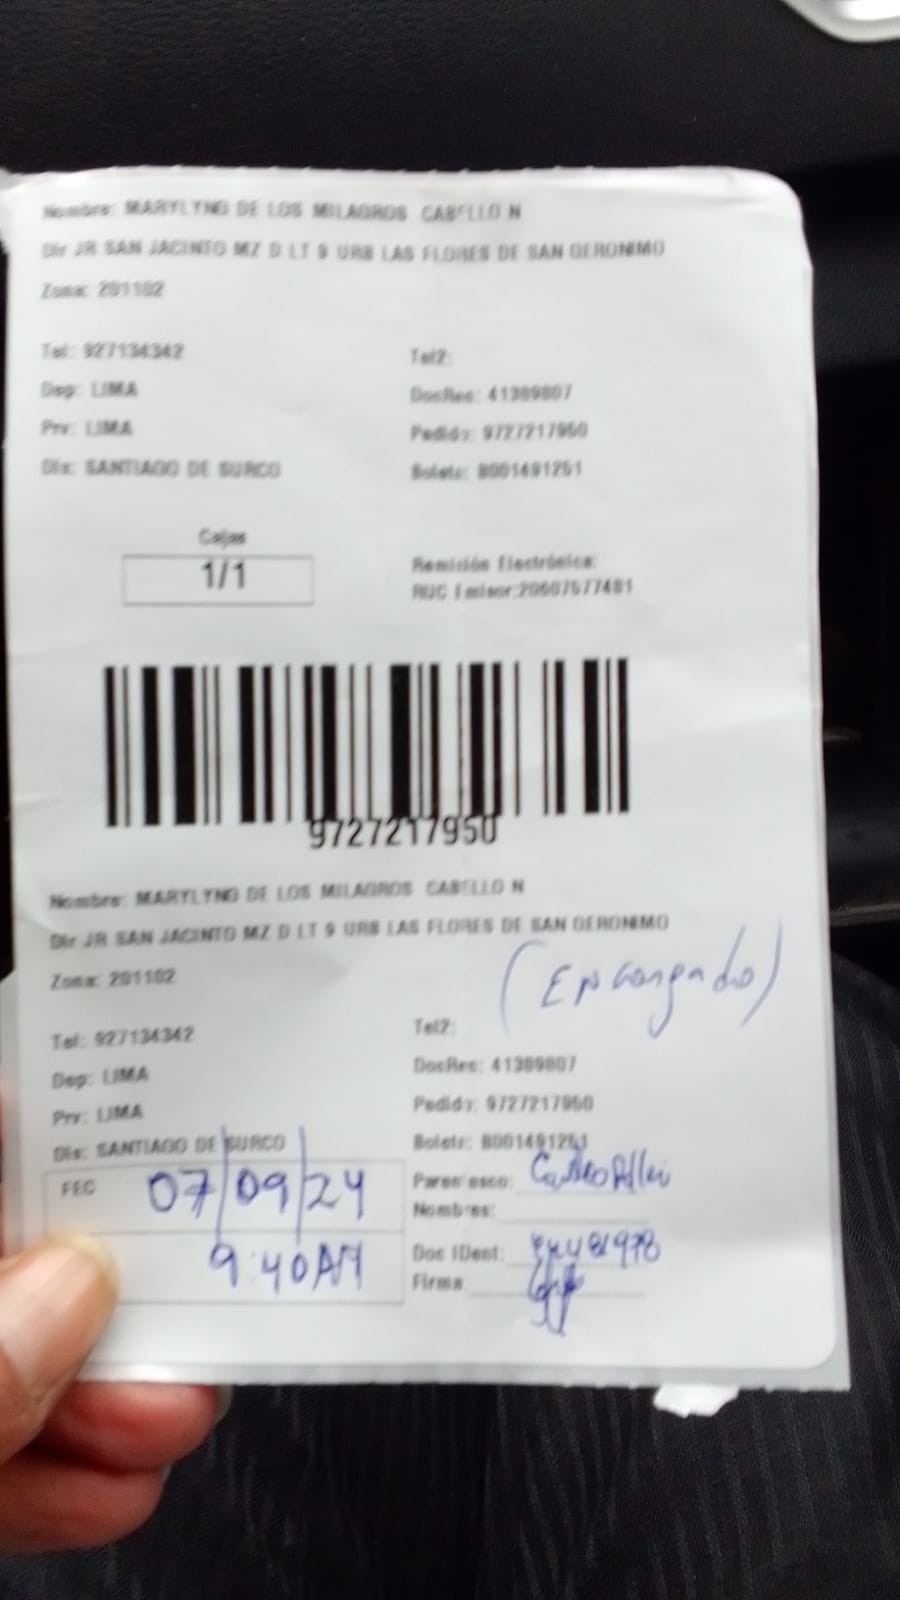 Nombre: MARYLYNG DE LOS MILAGROS CABELLO N
Dir JR SAN JACINTO MZ D LT 9 URB LAS FLORES DE SAN GERONIMO
Zona: 201102
Tel: 927134342 Tel2:
Dep: LIMA DocRec: 41389807
Prv: LIMA Pedido: 9727217950
Dis: SANTIAGO DE SURCO Boleta: B001491251
Cajas
1/1
Remisión Electrónica:
RUC Emisor:20607577481
9727217950
Nombre: MARYLYNG DE LOS MILAGROS CABELLO N
Dir JR SAN JACINTO MZ D LT 9 URB LAS FLORES DE SAN GERONIMO
Zona: 201102
(Encargado)
Tel: 927134342 Tel2:
Dep: LIMA DocRec: 41389807
Prv: LIMA Pedido: 9727217950
Dis: SANTIAGO DE SURCO Boleta: B001491251
FEC 07/09/24
Parentesco:
Nombres:
9:40AM
Doc IDent:
Firma